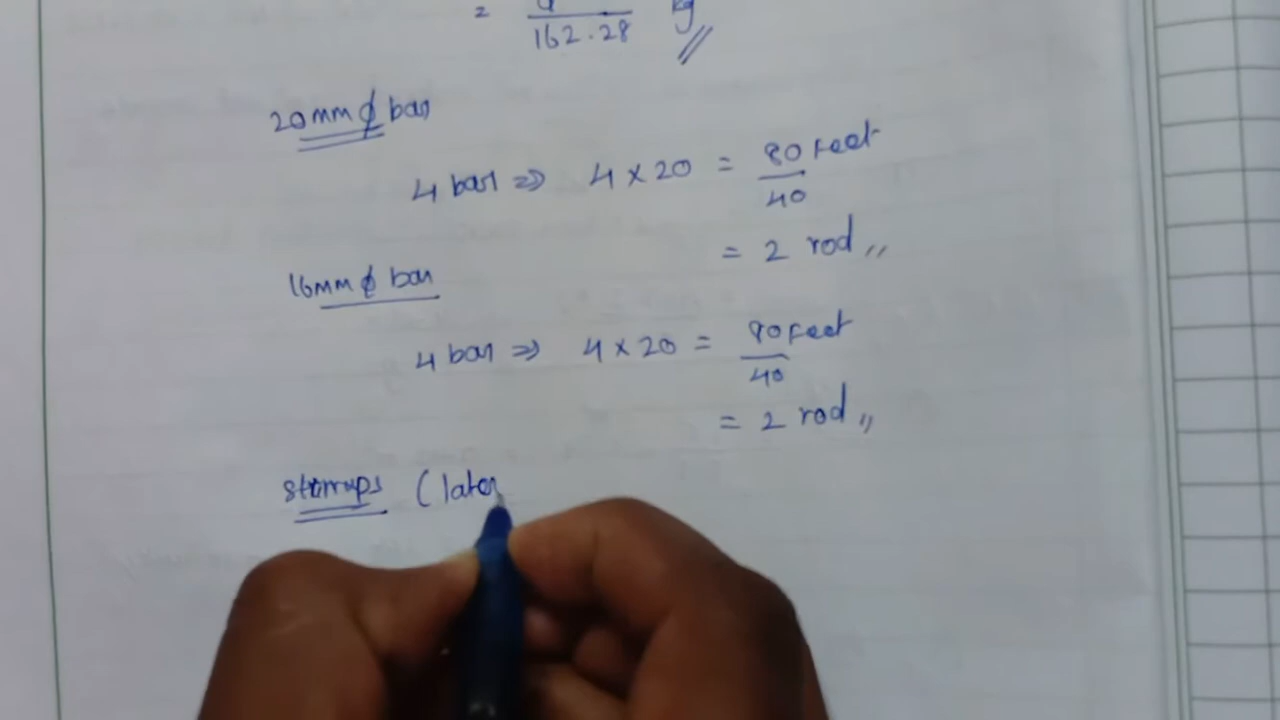 =
162.28 kg
20mm ϕ bar
4 bar ⇒ 4 × 20 = 80 feet
40
= 2 rod,,
16mm ϕ bar
4 bar ⇒ 4 × 20 = 80 feet
40
= 2 rod,,
stirrups (later